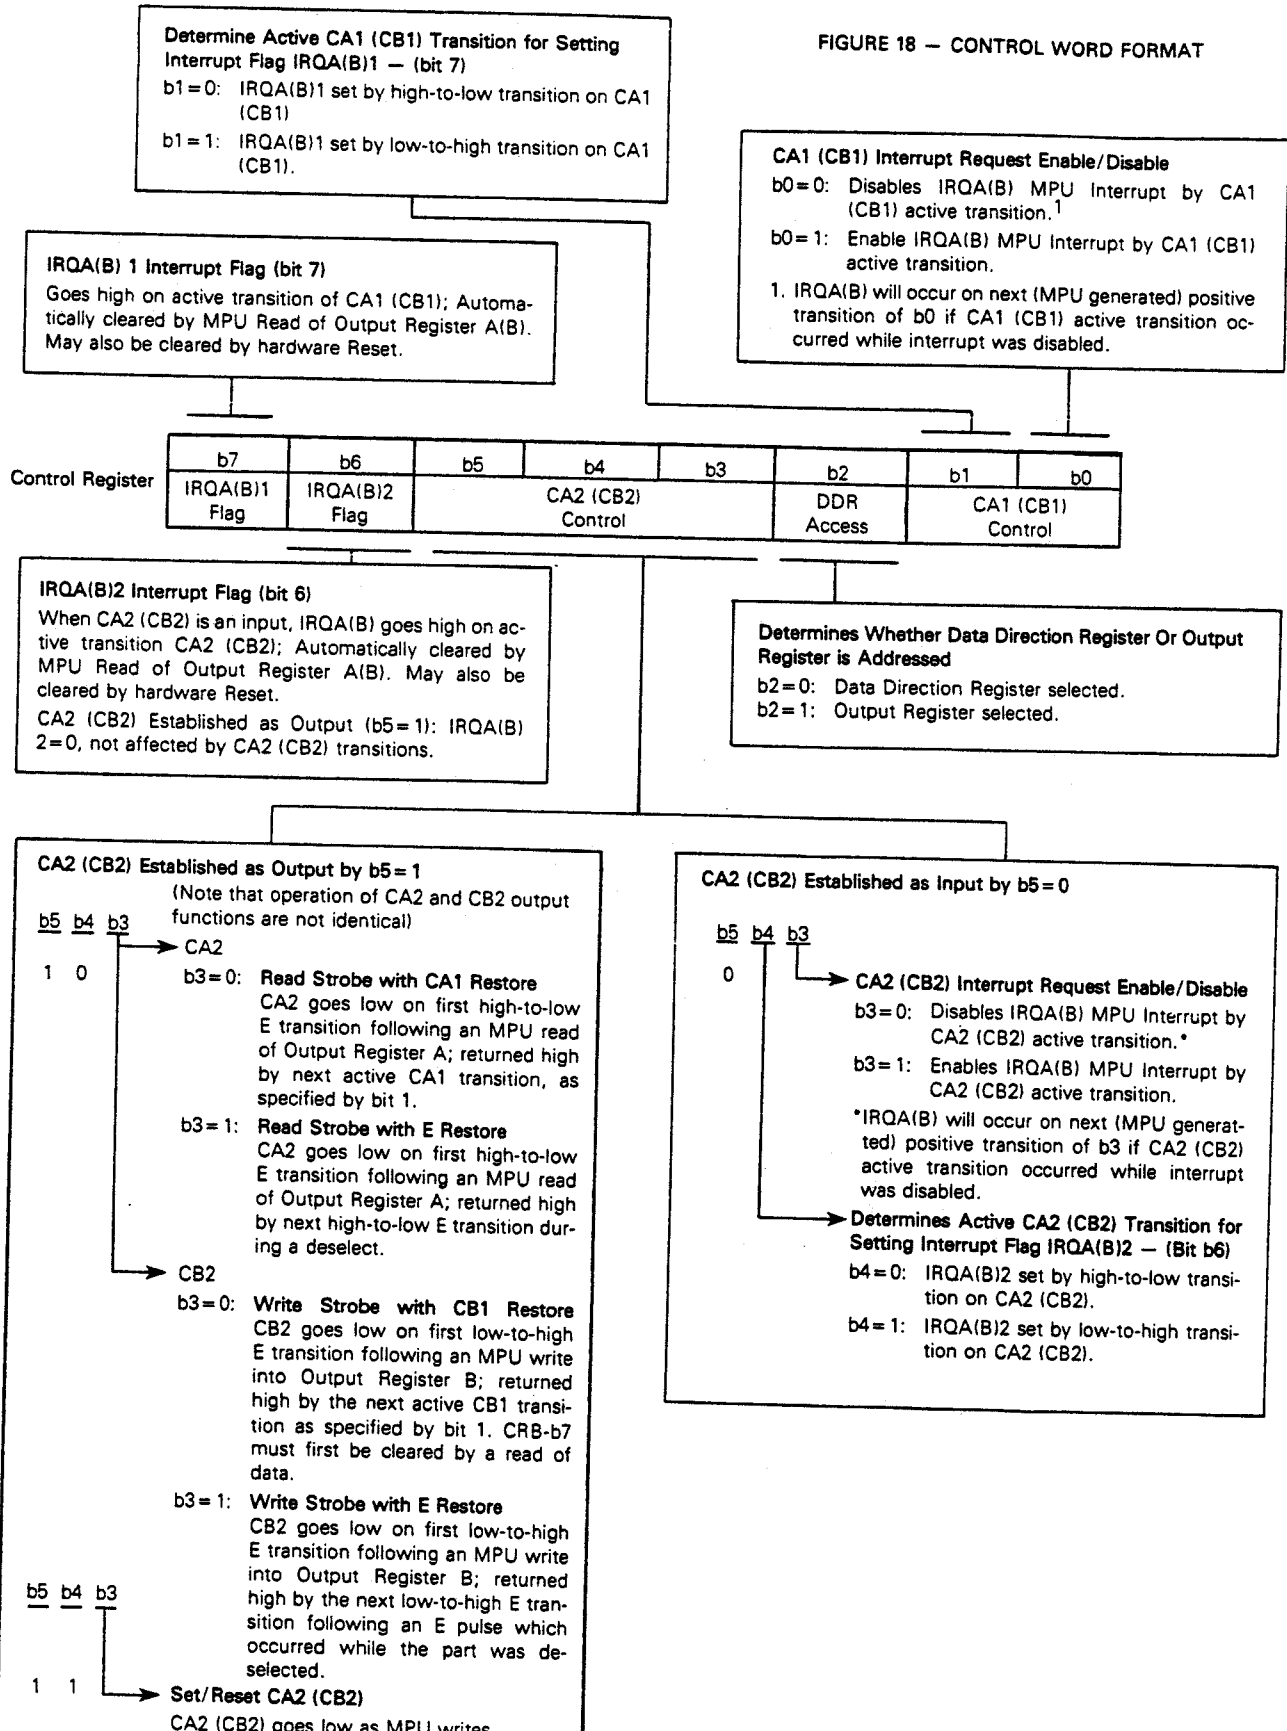 Determine Active CA1 (CB1) Transition for Setting
Interrupt Flag IRQA(B)1 — (bit 7)
b1 = 0: IRQA(B)1 set by high-to-low transition on CA1
(CB1)
b1 = 1: IRQA(B)1 set by low-to-high transition on CA1
(CB1).
FIGURE 18 — CONTROL WORD FORMAT
CA1 (CB1) Interrupt Request Enable/Disable
b0=0: Disables IRQA(B) MPU Interrupt by CA1
(CB1) active transition.1
b0=1: Enable IRQA(B) MPU Interrupt by CA1 (CB1)
active transition.
1. IRQA(B) will occur on next (MPU generated) positive
transition of b0 if CA1 (CB1) active transition oc-
curred while interrupt was disabled.
IRQA(B) 1 Interrupt Flag (bit 7)
Goes high on active transition of CA1 (CB1); Automa-
tically cleared by MPU Read of Output Register A(B).
May also be cleared by hardware Reset.
Control Register
b7 b6 b5 b4 b3 b2 b1 b0
IRQA(B)1 IRQA(B)2 CA2 (CB2) DDR CA1 (CB1)
Flag Flag Control Access Control
IRQA(B)2 Interrupt Flag (bit 6)
When CA2 (CB2) is an input, IRQA(B) goes high on ac-
tive transition CA2 (CB2); Automatically cleared by
MPU Read of Output Register A(B). May also be
cleared by hardware Reset.
CA2 (CB2) Established as Output (b5=1): IRQA(B)
2=0, not affected by CA2 (CB2) transitions.
Determines Whether Data Direction Register Or Output
Register is Addressed
b2=0: Data Direction Register selected.
b2=1: Output Register selected.
CA2 (CB2) Established as Output by b5=1
(Note that operation of CA2 and CB2 output
functions are not identical)
b5 b4 b3
CA2
1 0
b3=0: Read Strobe with CA1 Restore
CA2 goes low on first high-to-low
E transition following an MPU read
of Output Register A; returned high
by next active CA1 transition, as
specified by bit 1.
b3=1: Read Strobe with E Restore
CA2 goes low on first high-to-low
E transition following an MPU read
of Output Register A; returned high
by next high-to-low E transition dur-
ing a deselect.
CB2
b3=0: Write Strobe with CB1 Restore
CB2 goes low on first low-to-high
E transition following an MPU write
into Output Register B; returned
high by the next active CB1 transi-
tion as specified by bit 1. CRB-b7
must first be cleared by a read of
data.
b3=1: Write Strobe with E Restore
CB2 goes low on first low-to-high
E transition following an MPU write
into Output Register B; returned
high by the next low-to-high E tran-
sition following an E pulse which
occurred while the part was de-
selected.
b5 b4 b3
1 1
Set/Reset CA2 (CB2)
CA2 (CB2) goes low as MPU writes
CA2 (CB2) Established as Input by b5=0
b5 b4 b3
0
CA2 (CB2) Interrupt Request Enable/Disable
b3=0: Disables IRQA(B) MPU Interrupt by
CA2 (CB2) active transition.*
b3=1: Enables IRQA(B) MPU Interrupt by
CA2 (CB2) active transition.
*IRQA(B) will occur on next (MPU generat-
ted) positive transition of b3 if CA2 (CB2)
active transition occurred while interrupt
was disabled.
Determines Active CA2 (CB2) Transition for
Setting Interrupt Flag IRQA(B)2 — (Bit b6)
b4=0: IRQA(B)2 set by high-to-low transi-
tion on CA2 (CB2).
b4=1: IRQA(B)2 set by low-to-high transi-
tion on CA2 (CB2).